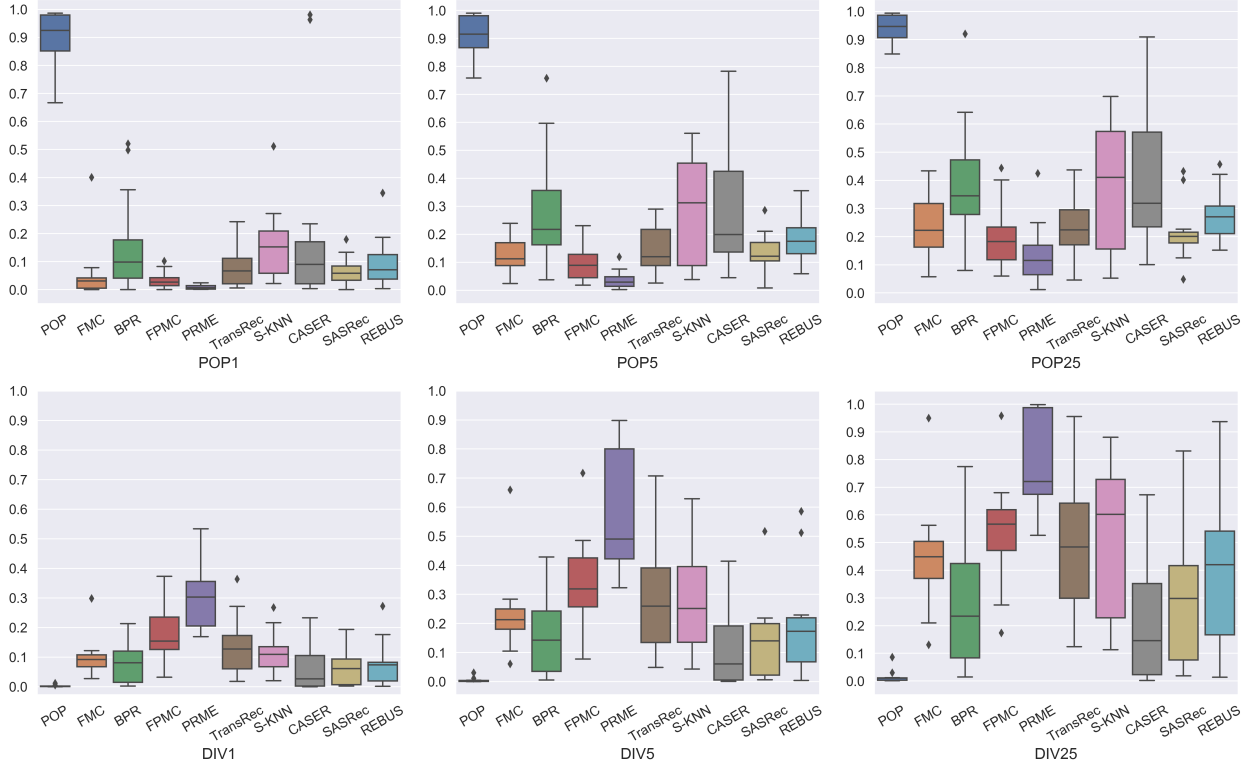 1.0 1.0 1.0
0.9 0.9 0.9
0.8 0.8 0.8
0.7 0.7 0.7
0.6 0.6 0.6
0.5 0.5 0.5
0.4 0.4 0.4
0.3 0.3 0.3
0.2 0.2 0.2
0.1 0.1 0.1
0.0 0.0 0.0
POP FMC BPR FPMC PRME TransRec S-KNN CASER SASRec REBUS POP FMC BPR FPMC PRME TransRec S-KNN CASER SASRec REBUS POP FMC BPR FPMC PRME TransRec S-KNN CASER SASRec REBUS
POP1 POP5 POP25
1.0 1.0 1.0
0.9 0.9 0.9
0.8 0.8 0.8
0.7 0.7 0.7
0.6 0.6 0.6
0.5 0.5 0.5
0.4 0.4 0.4
0.3 0.3 0.3
0.2 0.2 0.2
0.1 0.1 0.1
0.0 0.0 0.0
POP FMC BPR FPMC PRME TransRec S-KNN CASER SASRec REBUS POP FMC BPR FPMC PRME TransRec S-KNN CASER SASRec REBUS POP FMC BPR FPMC PRME TransRec S-KNN CASER SASRec REBUS
DIV1 DIV5 DIV25